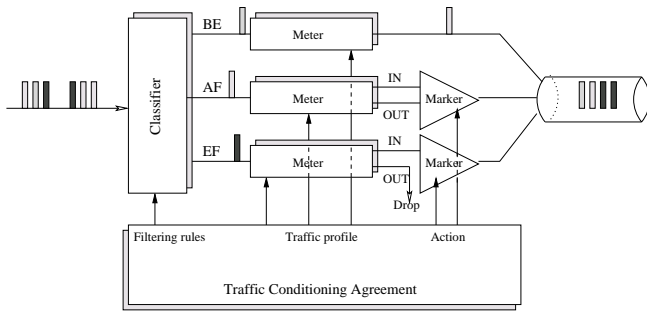 BE
Meter
Classifier
AF
Meter
IN
OUT
Marker
EF
Meter
IN
OUT
Marker
Drop
Filtering rules
Traffic profile
Action
Traffic Conditioning Agreement